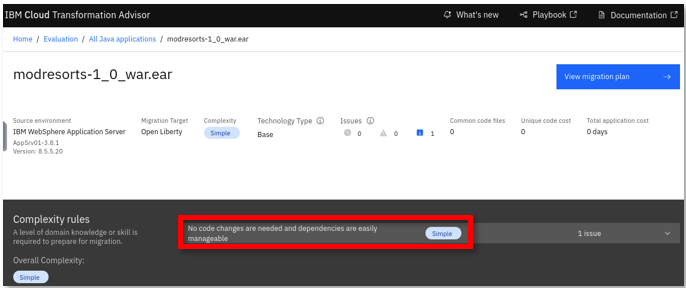 IBM Cloud Transformation Advisor
What's new
Playbook
Documentation
Home / Evaluation / All Java applications / modresorts-1_0_war.ear
modresorts-1_0_war.ear
View migration plan
Source environment
IBM WebSphere Application Server
AppSrv01-3.8.1
Version: 8.5.5.20
Migration Target
Open Liberty
Complexity
Simple
Technology Type
Base
Issues
0
0
1
Common code files
0
Unique code cost
0
Total application cost
0 days
Complexity rules
A level of domain knowledge or skill is
required to prepare for migration.
Overall Complexity:
Simple
No code changes are needed and dependencies are easily
manageable
Simple
1 issue